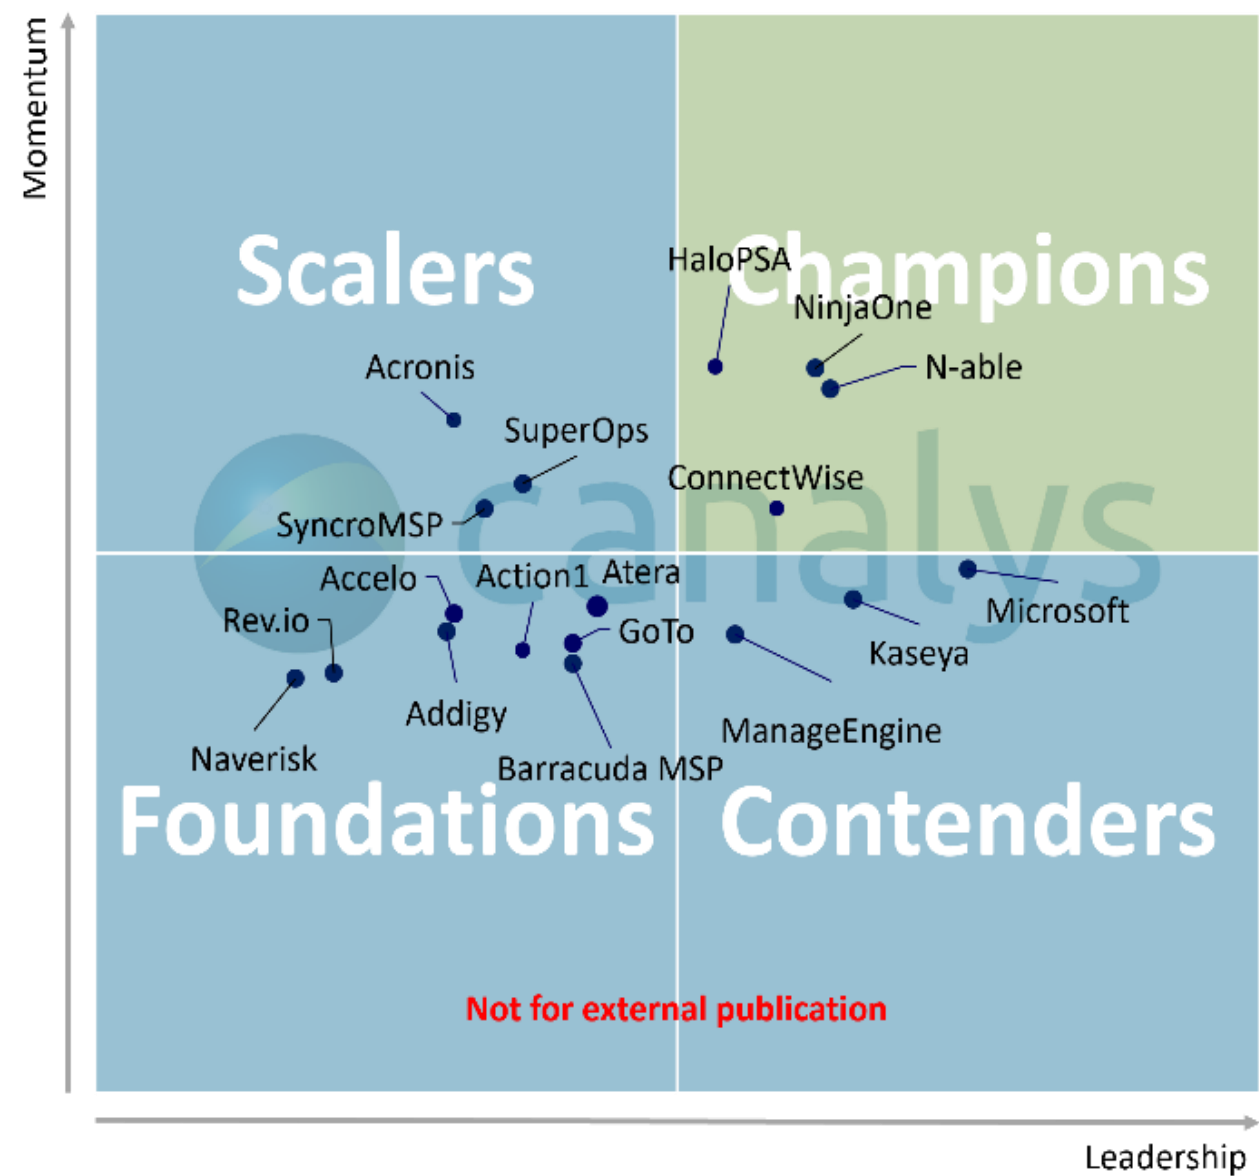 Momentum
Scalers
Champions
HaloPSA
NinjaOne
N-able
Acronis
SuperOps
ConnectWise
SyncroMSP
canalys
Accelo
Action1
Atera
Microsoft
Rev.io
GoTo
Kaseya
Addigy
ManageEngine
Naverisk
Barracuda MSP
Foundations
Contenders
Not for external publication
Leadership